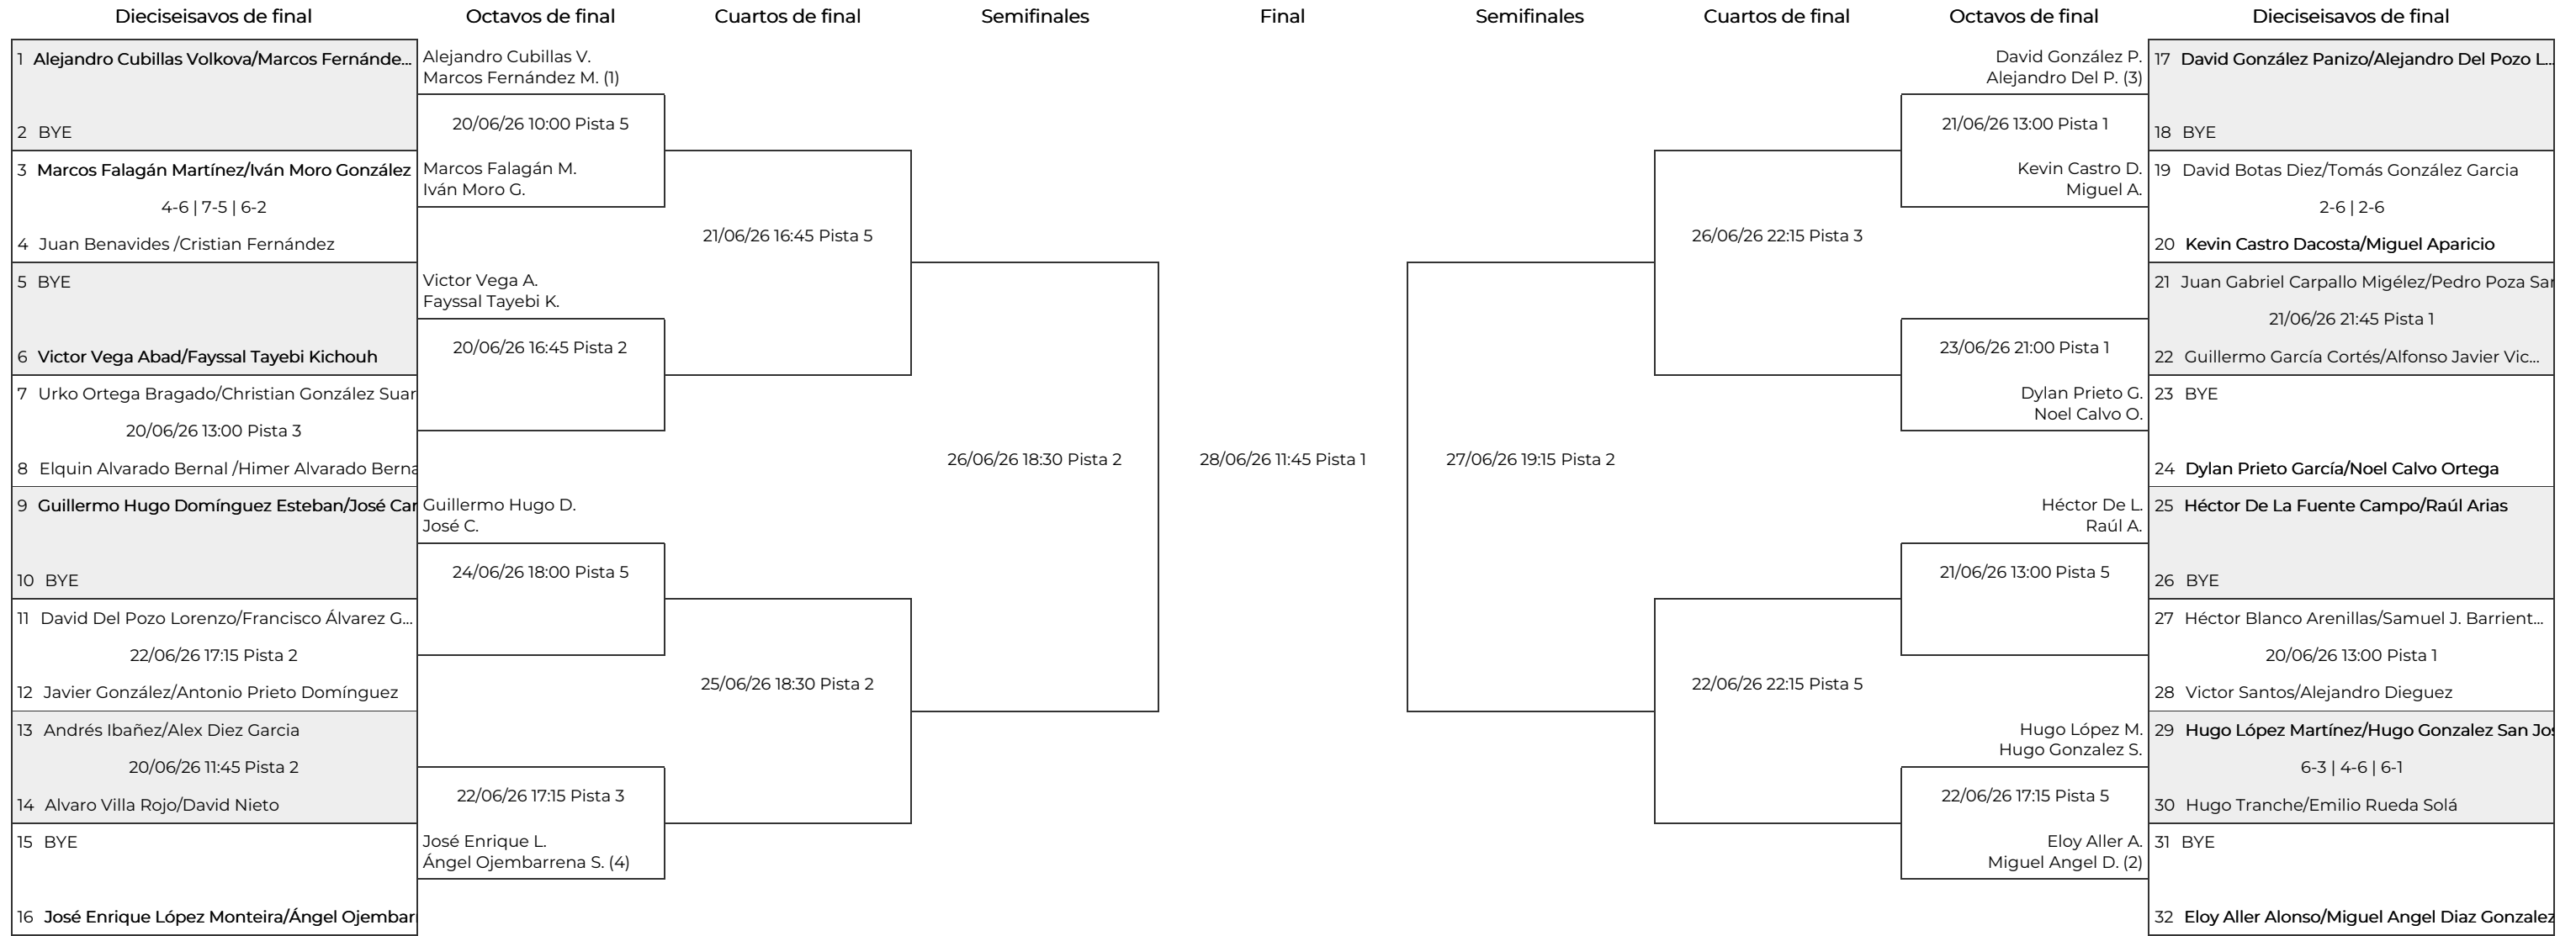 Dieciseisavos de final
Octavos de final
Cuartos de final
Semifinales
Final
Semifinales
Cuartos de final
Octavos de final
Dieciseisavos de final
1 Alejandro Cubillas Volkova/Marcos Fernánde...
2 BYE
3 Marcos Falagán Martínez/Iván Moro González
4-6 | 7-5 | 6-2
4 Juan Benavides /Cristian Fernández
5 BYE
6 Victor Vega Abad/Fayssal Tayebi Kichouh
7 Urko Ortega Bragado/Christian González Suar
20/06/26 13:00 Pista 3
8 Elquin Alvarado Bernal /Himer Alvarado Berna
9 Guillermo Hugo Domínguez Esteban/José Car
10 BYE
11 David Del Pozo Lorenzo/Francisco Álvarez G...
22/06/26 17:15 Pista 2
12 Javier González/Antonio Prieto Domínguez
13 Andrés Ibañez/Alex Diez Garcia
20/06/26 11:45 Pista 2
14 Alvaro Villa Rojo/David Nieto
15 BYE
16 José Enrique López Monteira/Ángel Ojembarr
Alejandro Cubillas V.
Marcos Fernández M. (1)
20/06/26 10:00 Pista 5
Marcos Falagán M.
Iván Moro G.
Victor Vega A.
Fayssal Tayebi K.
20/06/26 16:45 Pista 2
Guillermo Hugo D.
José C.
24/06/26 18:00 Pista 5
22/06/26 17:15 Pista 3
José Enrique L.
Ángel Ojembarrena S. (4)
21/06/26 16:45 Pista 5
25/06/26 18:30 Pista 2
26/06/26 18:30 Pista 2
28/06/26 11:45 Pista 1
27/06/26 19:15 Pista 2
26/06/26 22:15 Pista 3
22/06/26 22:15 Pista 5
David González P.
Alejandro Del P. (3)
21/06/26 13:00 Pista 1
Kevin Castro D.
Miguel A.
23/06/26 21:00 Pista 1
Dylan Prieto G.
Noel Calvo O.
Héctor De L.
Raúl A.
21/06/26 13:00 Pista 5
Hugo López M.
Hugo Gonzalez S.
22/06/26 17:15 Pista 5
Eloy Aller A.
Miguel Angel D. (2)
17 David González Panizo/Alejandro Del Pozo L...
18 BYE
19 David Botas Diez/Tomás González Garcia
2-6 | 2-6
20 Kevin Castro Dacosta/Miguel Aparicio
21 Juan Gabriel Carpallo Migélez/Pedro Poza Sar
21/06/26 21:45 Pista 1
22 Guillermo García Cortés/Alfonso Javier Vic...
23 BYE
24 Dylan Prieto García/Noel Calvo Ortega
25 Héctor De La Fuente Campo/Raúl Arias
26 BYE
27 Héctor Blanco Arenillas/Samuel J. Barrient...
20/06/26 13:00 Pista 1
28 Victor Santos/Alejandro Dieguez
29 Hugo López Martínez/Hugo Gonzalez San Jos
6-3 | 4-6 | 6-1
30 Hugo Tranche/Emilio Rueda Solá
31 BYE
32 Eloy Aller Alonso/Miguel Angel Diaz Gonzalez